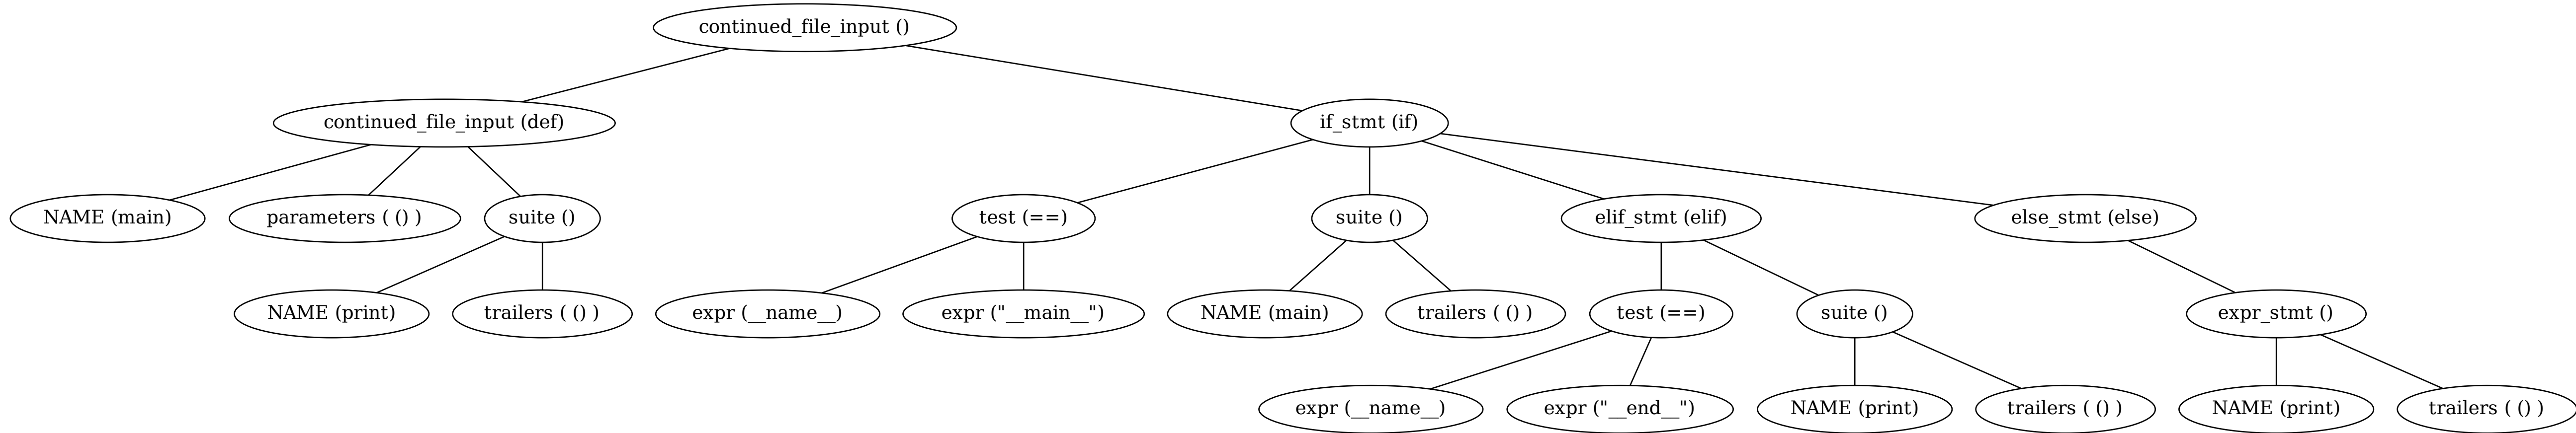 continued_file_input ()
continued_file_input (def)
if_stmt (if)
NAME (main)
parameters ( () )
suite ()
test (==)
suite ()
elif_stmt (elif)
else_stmt (else)
NAME (print)
trailers ( () )
expr (__name__)
expr ("__main__")
NAME (main)
trailers ( () )
test (==)
suite ()
expr_stmt ()
expr (__name__)
expr ("__end__")
NAME (print)
trailers ( () )
NAME (print)
trailers ( () )